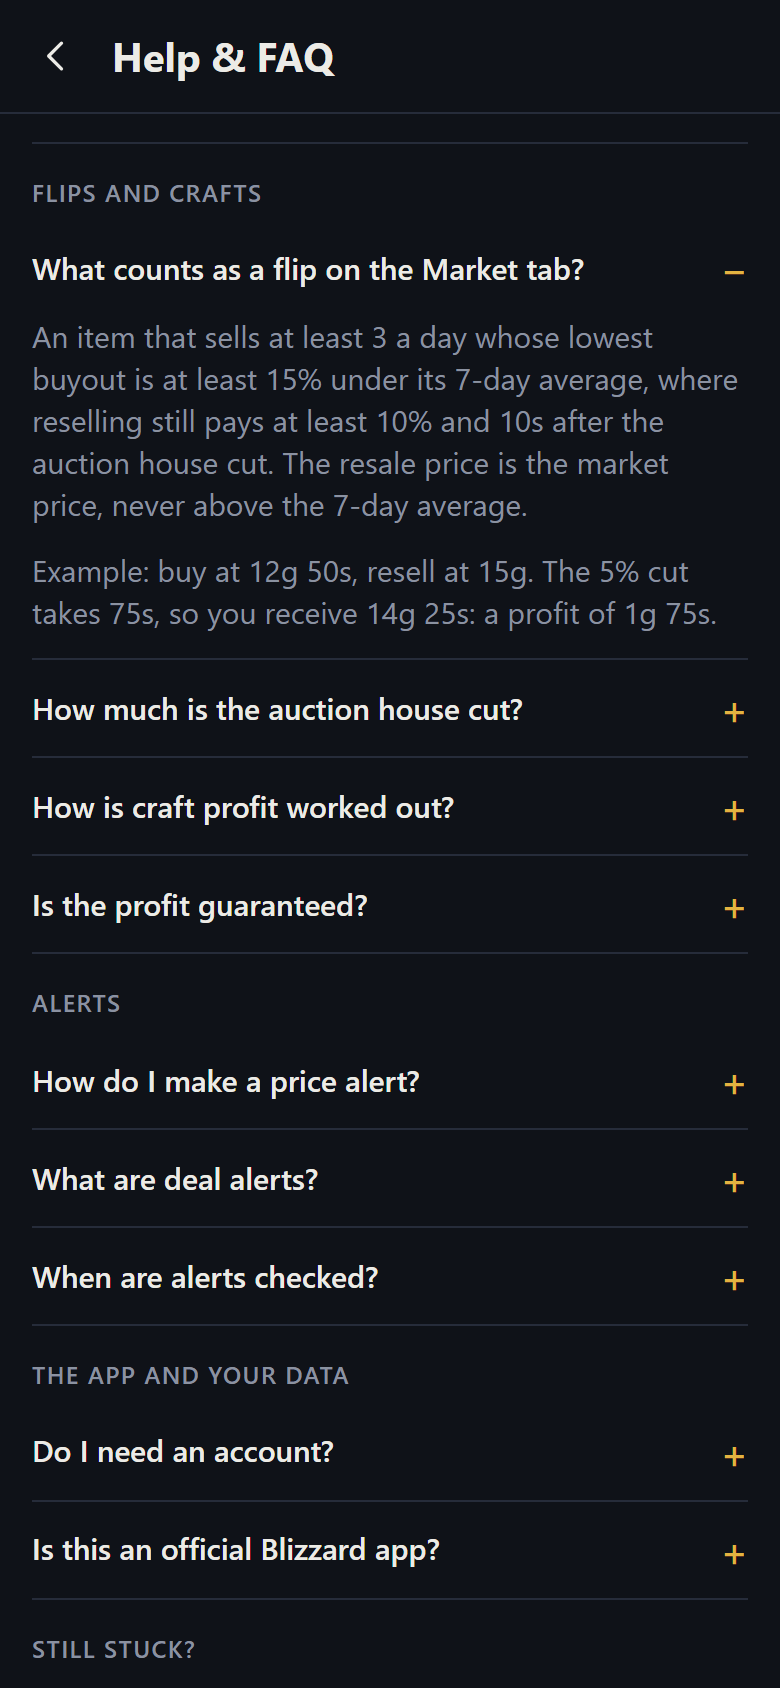 Help & FAQ
FLIPS AND CRAFTS
What counts as a flip on the Market tab?
An item that sells at least 3 a day whose lowest
buyout is at least 15% under its 7-day average, where
reselling still pays at least 10% and 10s after the
auction house cut. The resale price is the market
price, never above the 7-day average.
Example: buy at 12g 50s, resell at 15g. The 5% cut
takes 75s, so you receive 14g 25s: a profit of 1g 75s.
How much is the auction house cut?
How is craft profit worked out?
Is the profit guaranteed?
ALERTS
How do I make a price alert?
What are deal alerts?
When are alerts checked?
THE APP AND YOUR DATA
Do I need an account?
Is this an official Blizzard app?
STILL STUCK?